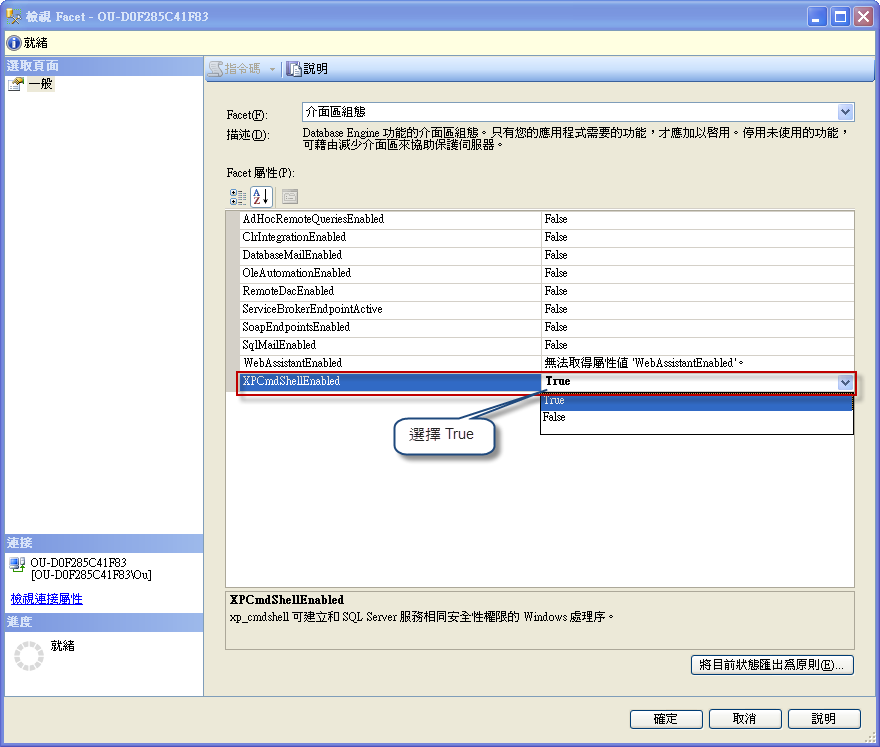 檢視 Facet - OU-D0F285C41F83
就緒
選取頁面
一般
指令碼
說明
Facet(F):
介面區組態
描述(D):
Database Engine 功能的介面區組態。只有您的應用程式需要的功能，才應加以啓用。停用未使用的功能，
可藉由減少介面區來協助保護伺服器。
Facet 屬性(P):
AdHocRemoteQueriesEnabled False
ClrIntegrationEnabled False
DatabaseMailEnabled False
OleAutomationEnabled False
RemoteDacEnabled False
ServiceBrokerEndpointActive False
SoapEndpointsEnabled False
SqlMailEnabled False
WebAssistantEnabled 無法取得屬性值 'WebAssistantEnabled'。
XPCmdShellEnabled True
True
False
選擇 True
連接
OU-D0F285C41F83
[OU-D0F285C41F83\Ou]
檢視連接屬性
進度
就緒
XPCmdShellEnabled
xp_cmdshell 可建立和 SQL Server 服務相同安全性權限的 Windows 處理序。
將目前狀態匯出爲原則(E)...
確定
取消
說明